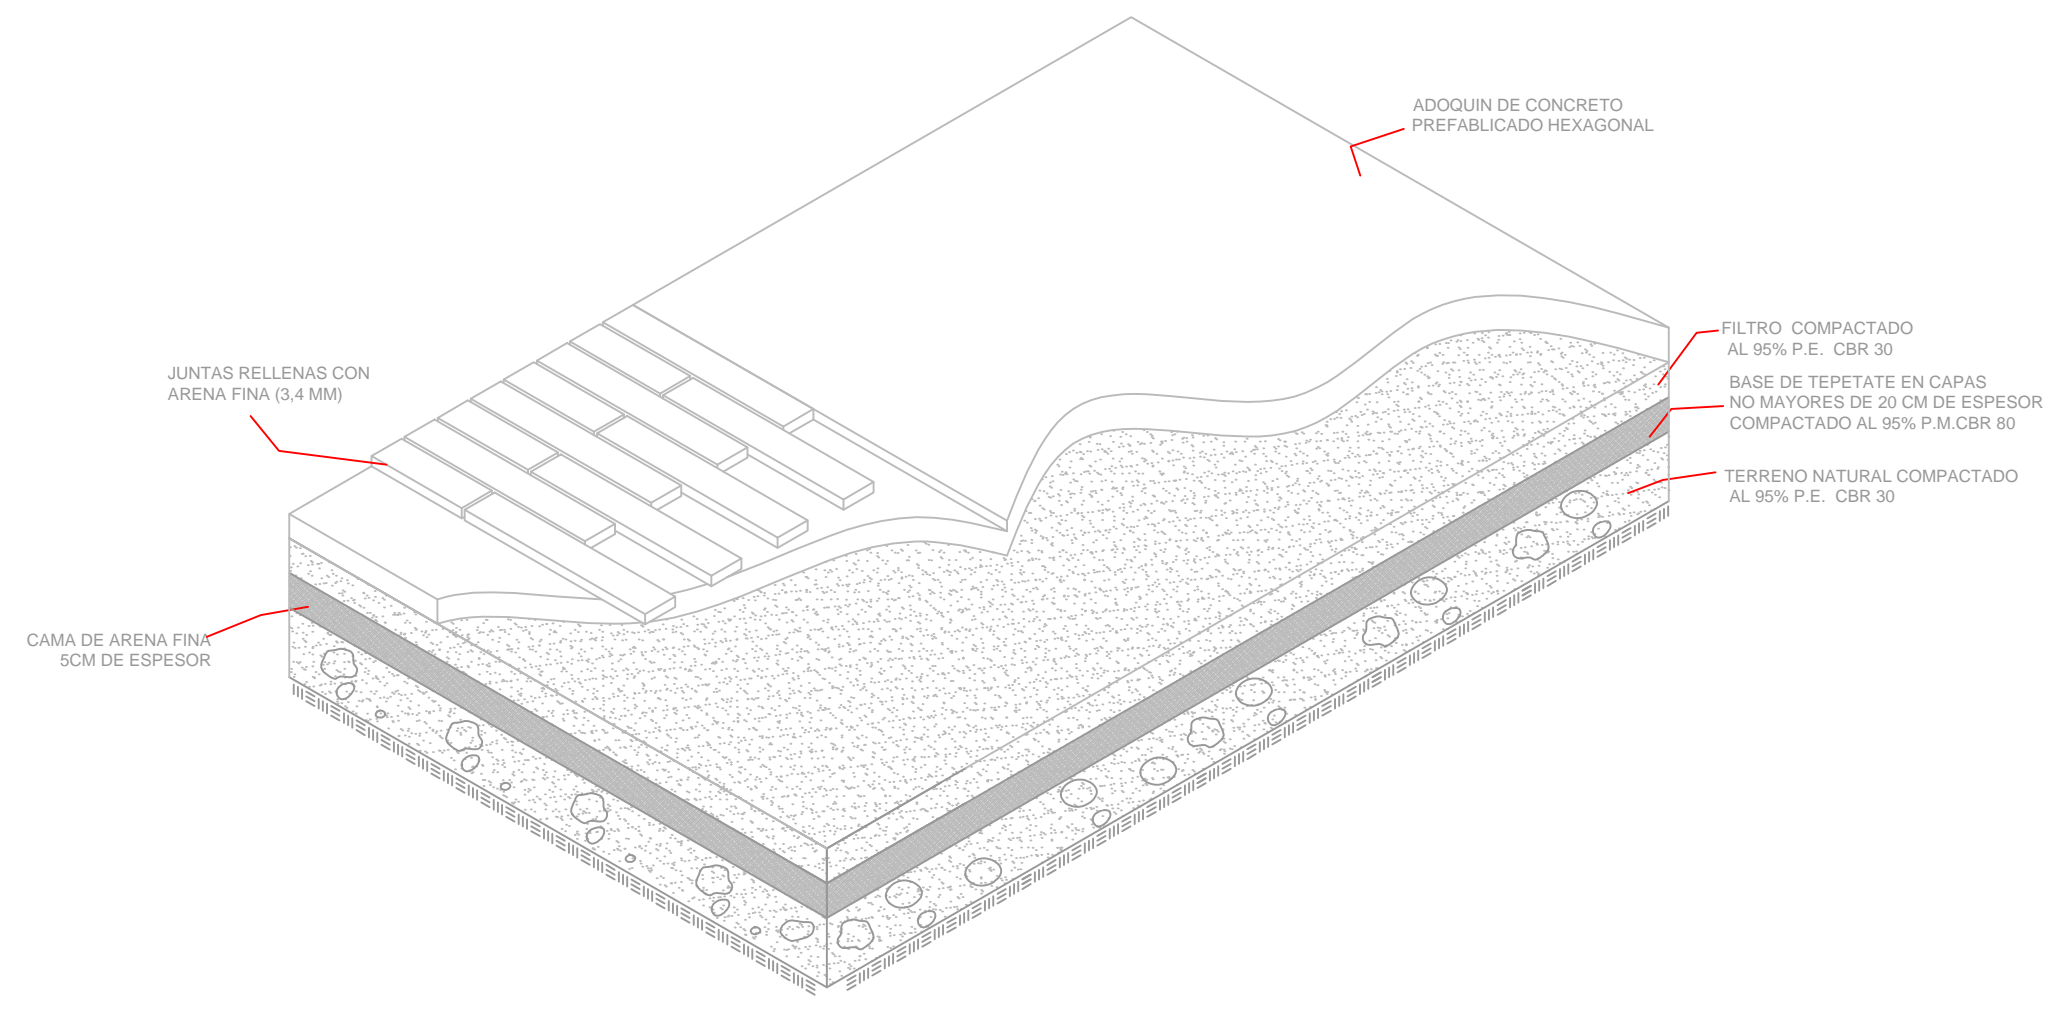 ADOQUIN DE CONCRETO
PREFABLICADO HEXAGONAL
FILTRO COMPACTADO
AL 95% P.E. CBR 30
JUNTAS RELLENAS CON
ARENA FINA (3,4 MM)
BASE DE TEPETATE EN CAPAS
NO MAYORES DE 20 CM DE ESPESOR
COMPACTADO AL 95% P.M.CBR 80
TERRENO NATURAL COMPACTADO
AL 95% P.E. CBR 30
CAMA DE ARENA FINA
5CM DE ESPESOR